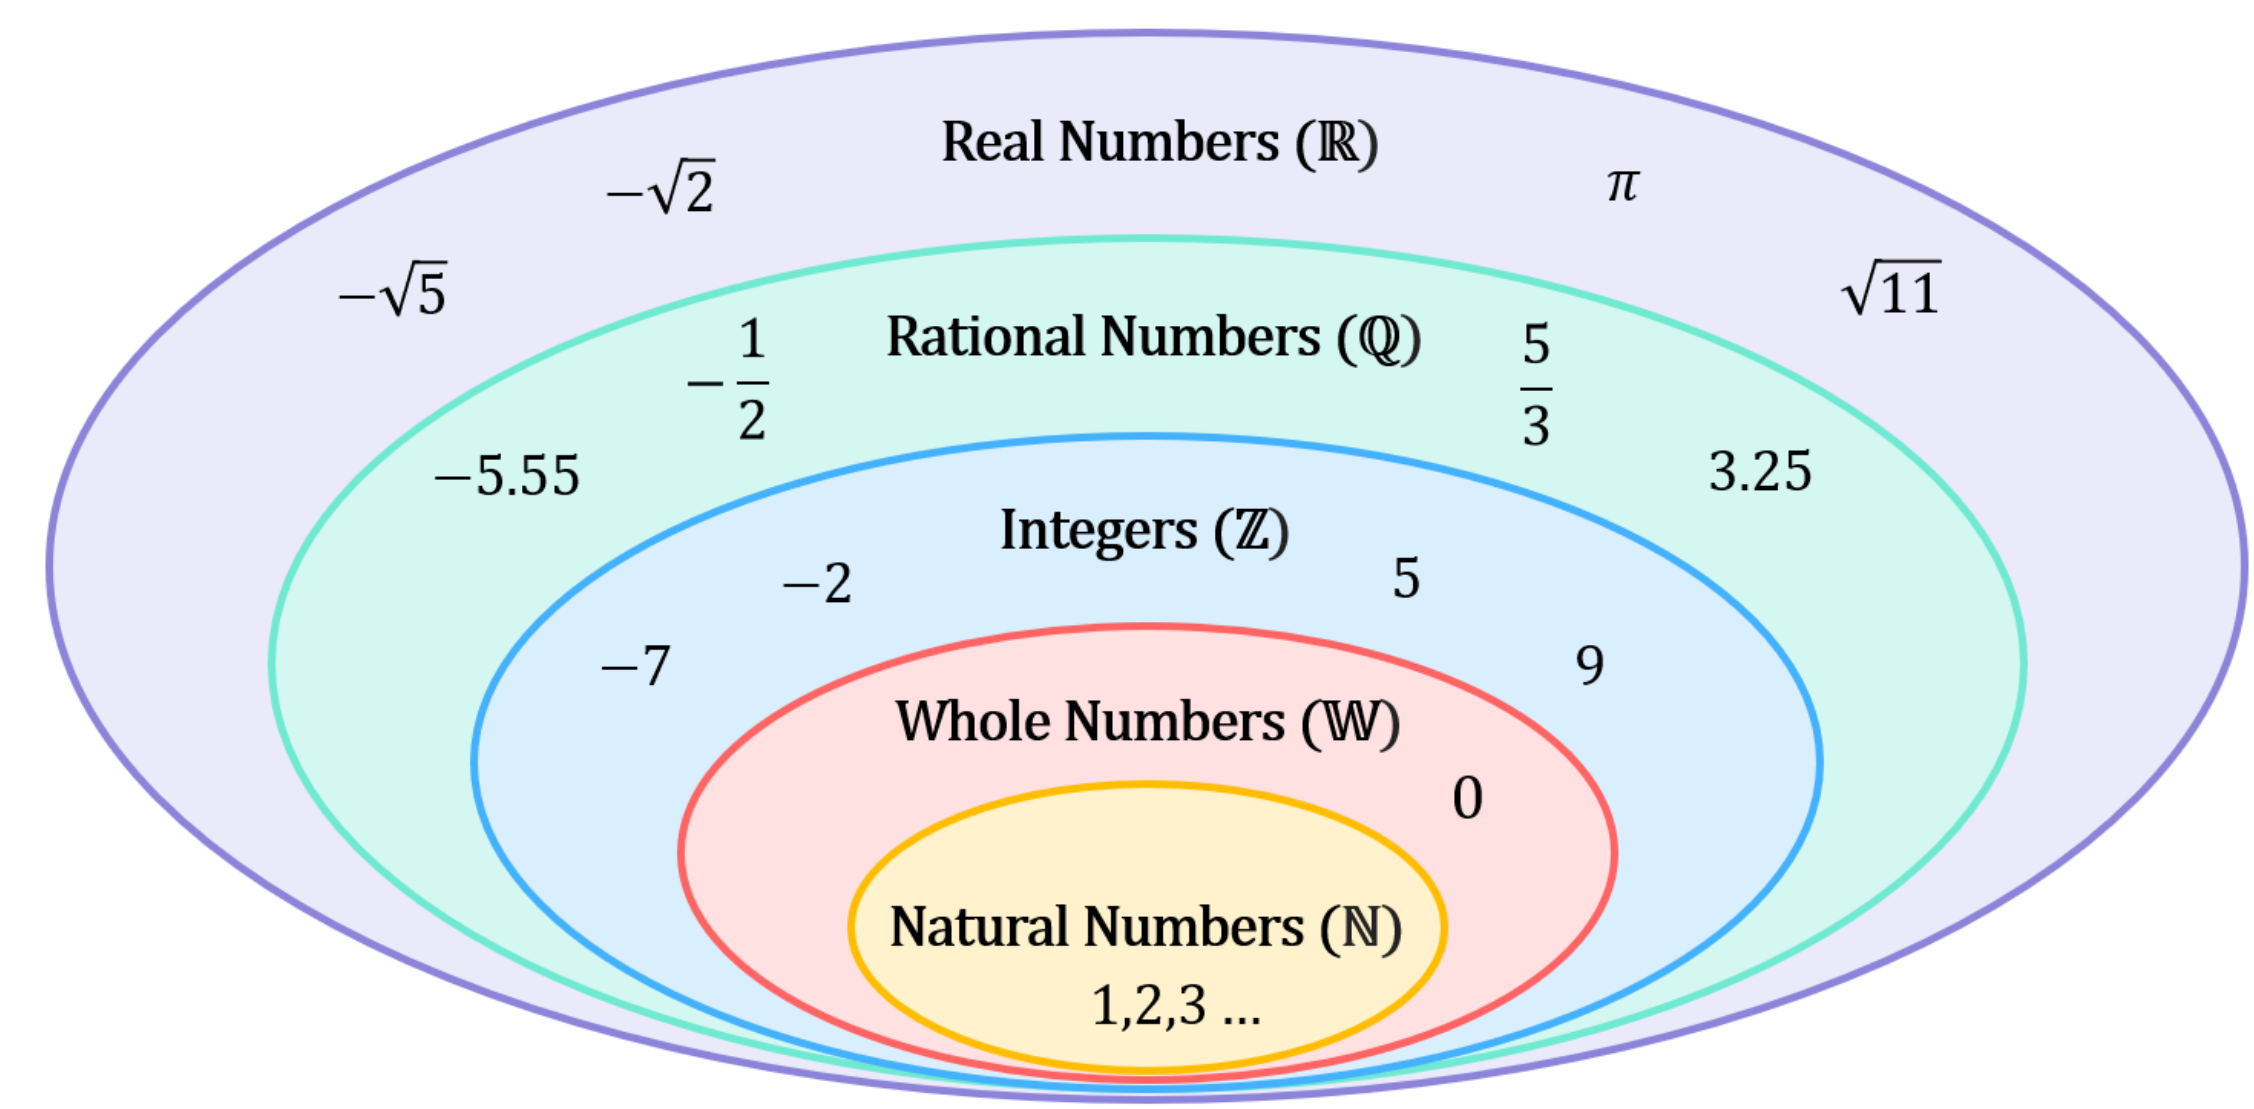 Real Numbers (ℝ)
−√2
π
−√5
√11
Rational Numbers (ℚ)
−1/2
5/3
−5.55
3.25
Integers (ℤ)
−2
5
−7
9
Whole Numbers (𝕎)
0
Natural Numbers (ℕ)
1,2,3 ...